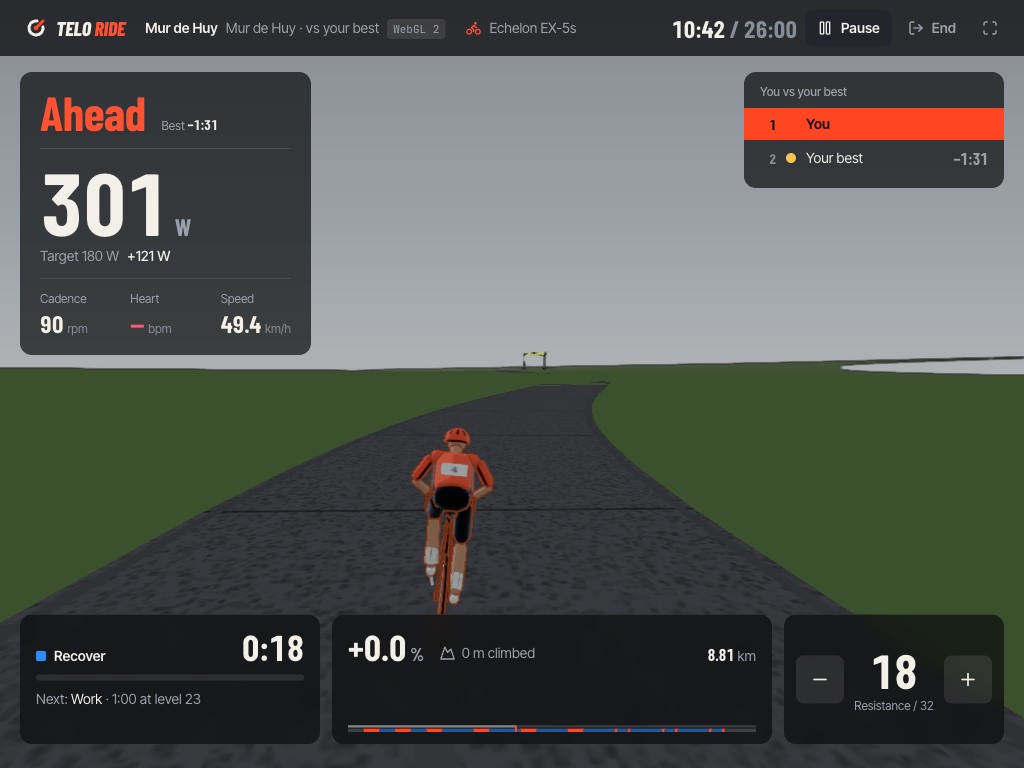 TELO RIDE
Mur de Huy Mur de Huy · vs your best WebGL 2
Echelon EX-5s
10:42 / 26:00
Pause
End
Ahead Best −1:31
301 W
Target 180 W +121 W
Cadence Heart Speed
90 rpm — bpm 49.4 km/h
You vs your best
1 You
2 Your best −1:31
4
Recover 0:18
Next: Work · 1:00 at level 23
+0.0 % 0 m climbed 8.81 km
− 18 +
Resistance / 32